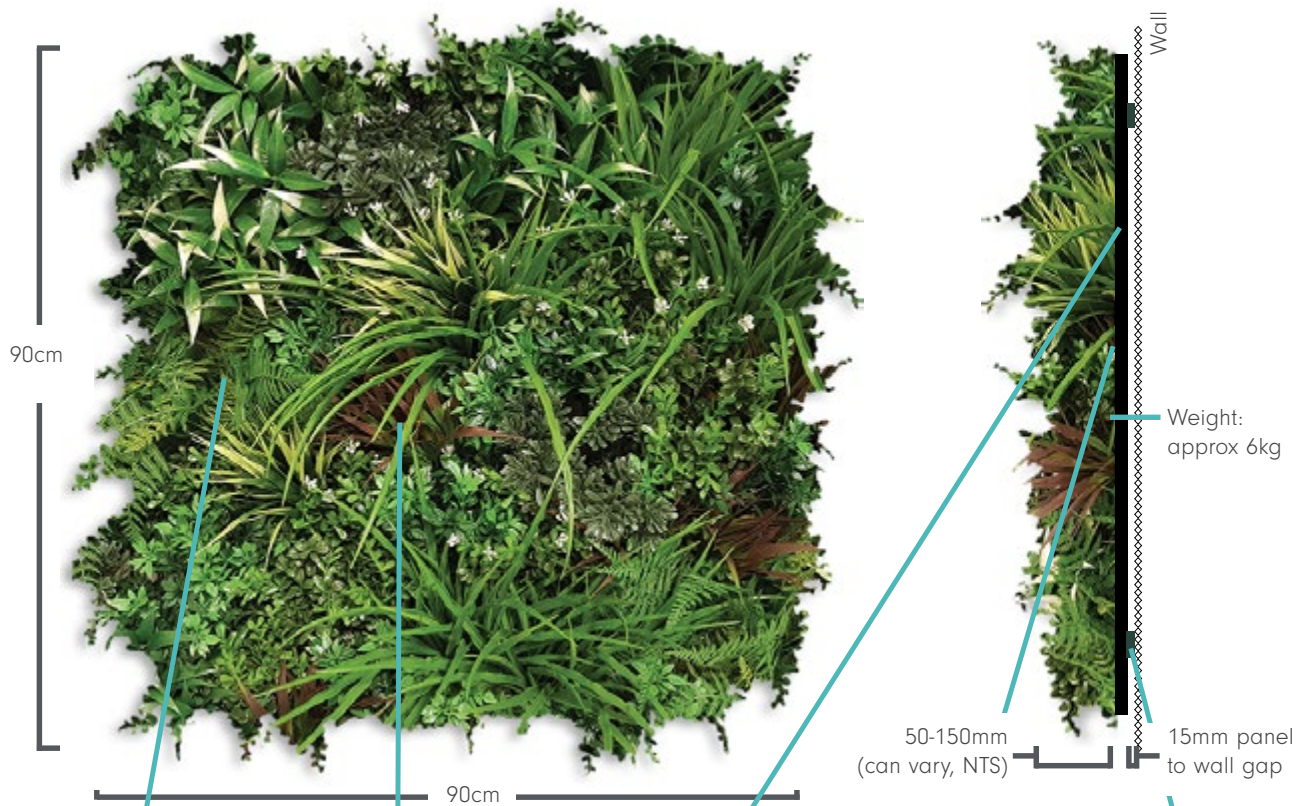 Wall
90cm
Weight:
approx 6kg
50-150mm
(can vary, NTS)
15mm panel
to wall gap
90cm